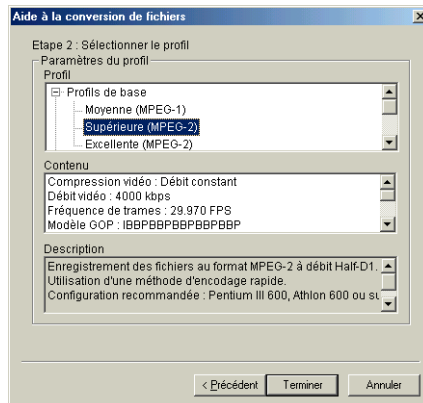 Aide à la conversion de fichiers
Etape 2 : Sélectionner le profil
Paramètres du profil
Profil
Profils de base
Moyenne (MPEG-1)
Supérieure (MPEG-2)
Excellente (MPEG-2)
Contenu
Compression vidéo : Débit constant
Débit vidéo : 4000 kbps
Fréquence de trames : 29.970 FPS
Modèle GOP : IBBPBBPBBPBBPBBP
Description
Enregistrement des fichiers au format MPEG-2 à débit Half-D1.
Utilisation d'une méthode d'encodage rapide.
Configuration recommandée : Pentium III 600, Athlon 600 ou
< Précédent Terminer Annuler